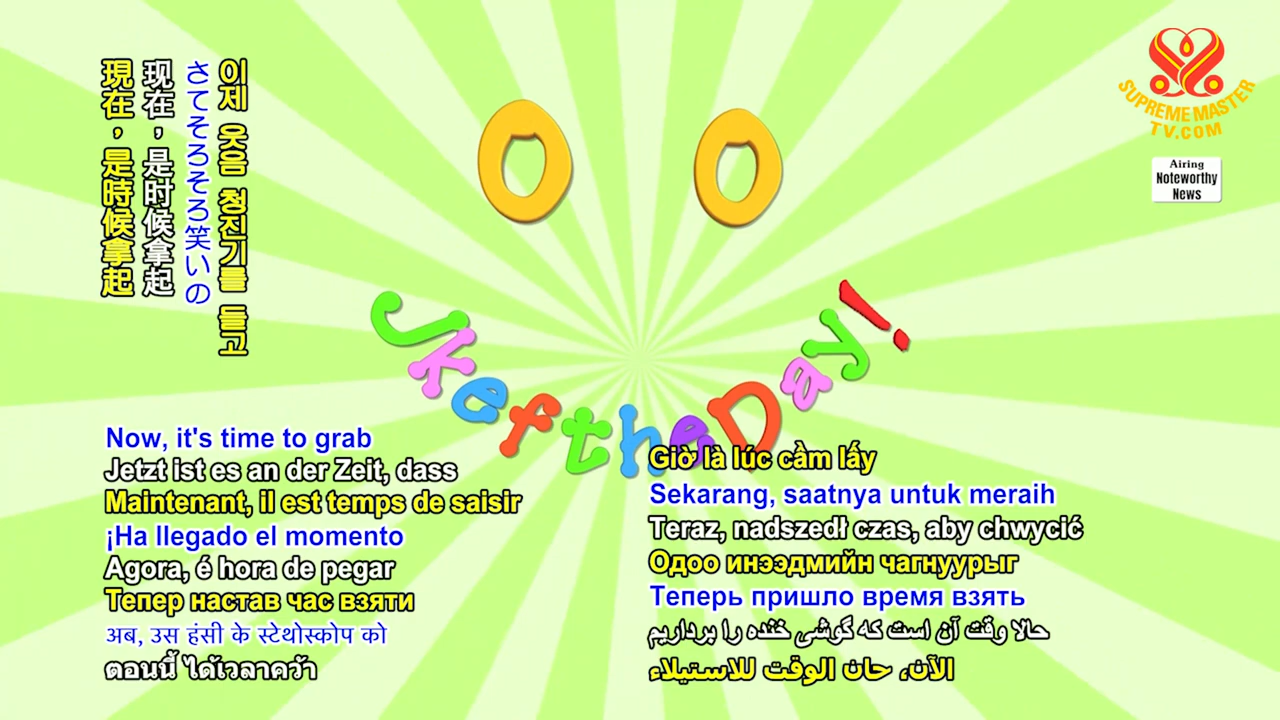 現在，是時候拿起
现在，是时候拿起
さてそろそろ笑いの
이제 웃음 청진기를 들고
O O
Jkef the Day!
SUPREME MASTER
TV.COM
Airing
Noteworthy
News
Now, it's time to grab
Jetzt ist es an der Zeit, dass
Maintenant, il est temps de saisir
¡Ha llegado el momento
Agora, é hora de pegar
Тепер настав час взяти
अब, उस हंसी के स्टेथोस्कोप को
ตอนนี้ ได้เวลาคว้า
Giờ là lúc cầm lấy
Sekarang, saatnya untuk meraih
Teraz, nadszedł czas, aby chwycić
Одоо инээдмийн чагнуурыг
Теперь пришло время взять
حالا وقت آن است که گوشی خنده را برداریم
الآن، حان الوقت للاستيلاء